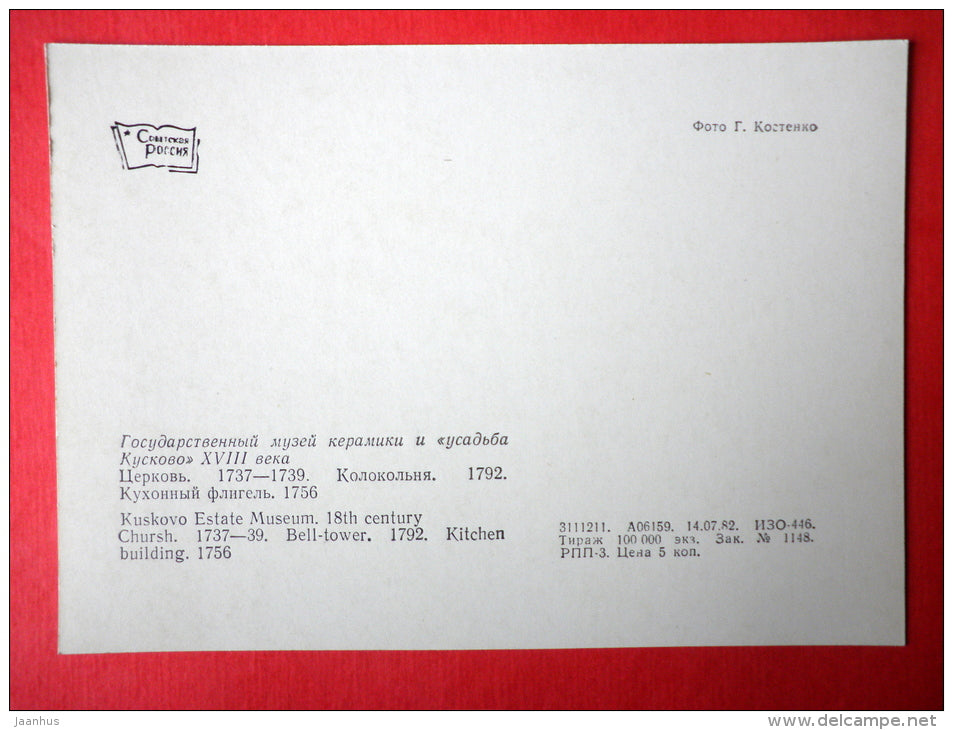 Советская
Россия
Фото Г. Костенко
Государственный музей керамики и «усадьба
Кусково» XVIII века
Церковь. 1737—1739. Колокольня. 1792.
Кухонный флигель. 1756
Kuskovo Estate Museum. 18th century
Chursh. 1737—39. Bell-tower. 1792. Kitchen
building. 1756
3111211. А06159. 14.07.82. ИЗО-446.
Тираж 100 000 экз. Зак. № 1148.
РПП-3. Цена 5 коп.
Jaanhus
www.delcampe.net